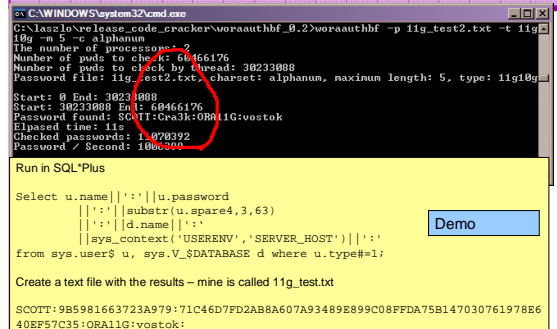 C:\WINDOWS\system32\cmd.exe
C:\laszlo\release_code_cracker\woraauthbf_0.2>woraauthbf -p 11g_test2.txt -t 11g
10g -m 5 -c alphanum
The number of processors: 2
Number of pwds to check: 60466176
Number of pwds to check by thread: 30233088
Password file: 11g_test2.txt, charset: alphanum, maximum length: 5, type: 11g10g
Start: 0 End: 30233088
Start: 30233088 End: 60466176
Password found: SCOTT:Cra3k:ORA11G:vostok
Elpased time: 11s
Checked passwords: 11070392
Password / Second:
Run in SQL*Plus
Select u.name||':'||u.password
||':'||substr(u.spare4,3,63)
||':'||d.name||':'
||sys_context('USERENV','SERVER_HOST')||':'
from sys.user$ u, sys.V_$DATABASE d where u.type#=1;
Demo
Create a text file with the results – mine is called 11g_test.txt
SCOTT:9B5981663723A979:71C46D7FD2AB8A607A93489E899C08FFDA75B147030761978E6
40EF57C35:ORA11G:vostok: